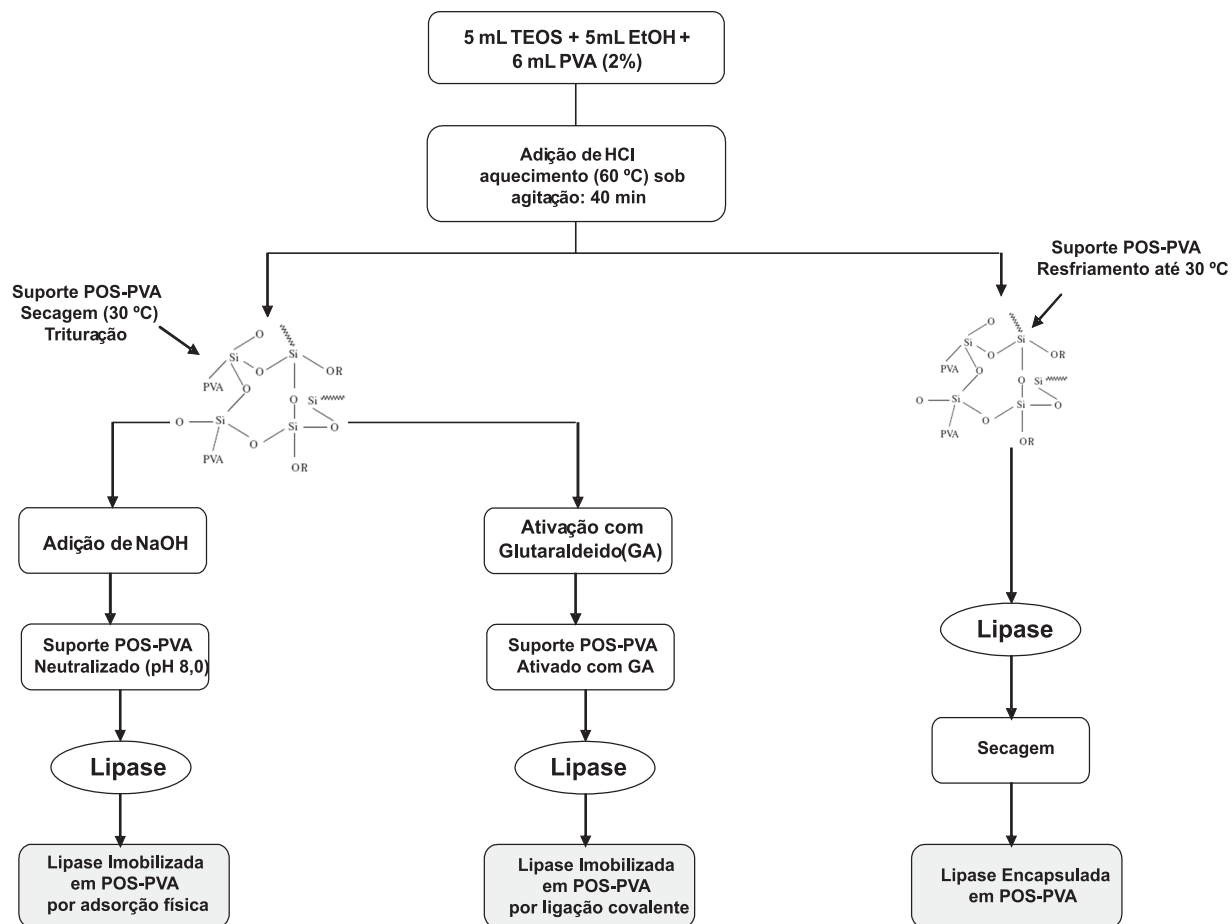 5 mL TEOS + 5mL EtOH +
6 mL PVA (2%)
Adição de HCl
aquecimento (60 ºC) sob
agitação: 40 min
Suporte POS-PVA
Secagem (30 ºC)
Trituração
Suporte POS-PVA
Resfriamento até 30 ºC
O
Si
O
Si
PVA
OR
O
O
Si
O
Si
O
Si
O
PVA
OR
O
Si
O
Si
PVA
OR
O
O
Si
O
Si
O
Si
O
PVA
OR
Adição de NaOH
Ativação com
Glutaraldeido(GA)
Suporte POS-PVA
Neutralizado (pH 8,0)
Suporte POS-PVA
Ativado com GA
Lipase
Lipase
Lipase
Secagem
Lipase Imobilizada
em POS-PVA
por adsorção física
Lipase Imobilizada
em POS-PVA
por ligação covalente
Lipase Encapsulada
em POS-PVA